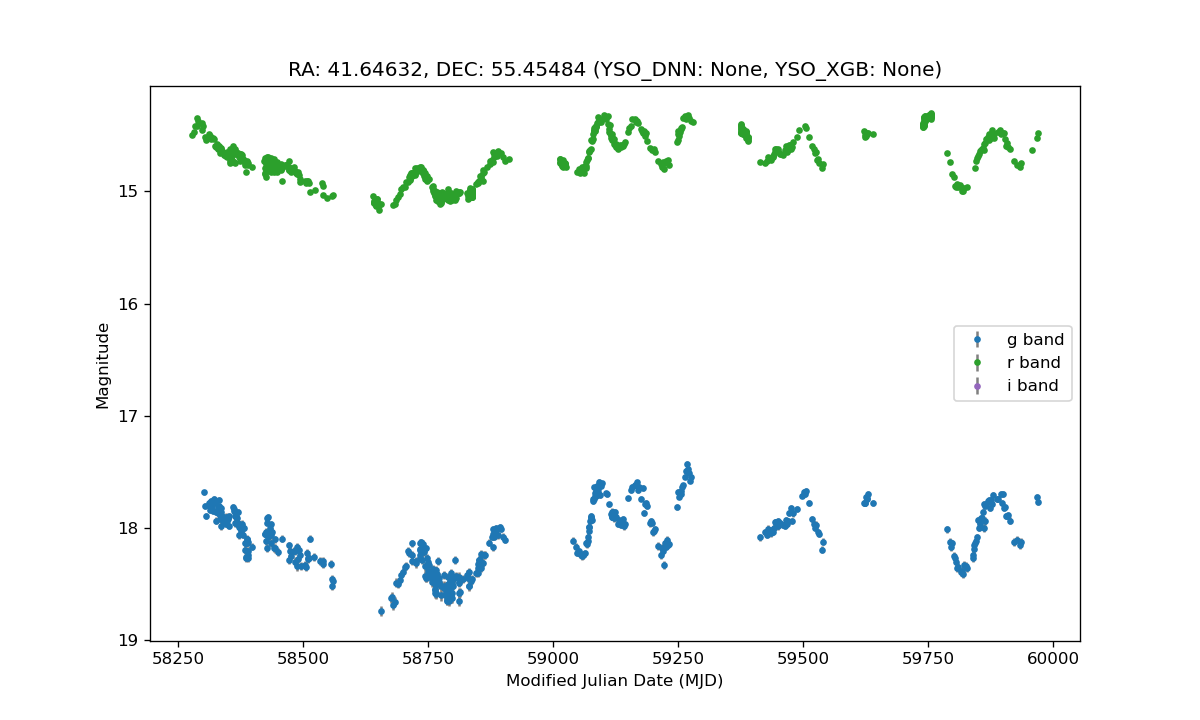 RA: 41.64632, DEC: 55.45484 (YSO_DNN: None, YSO_XGB: None)
15
16
17
18
19
Magnitude
g band
r band
i band
58250 58500 58750 59000 59250 59500 59750 60000
Modified Julian Date (MJD)